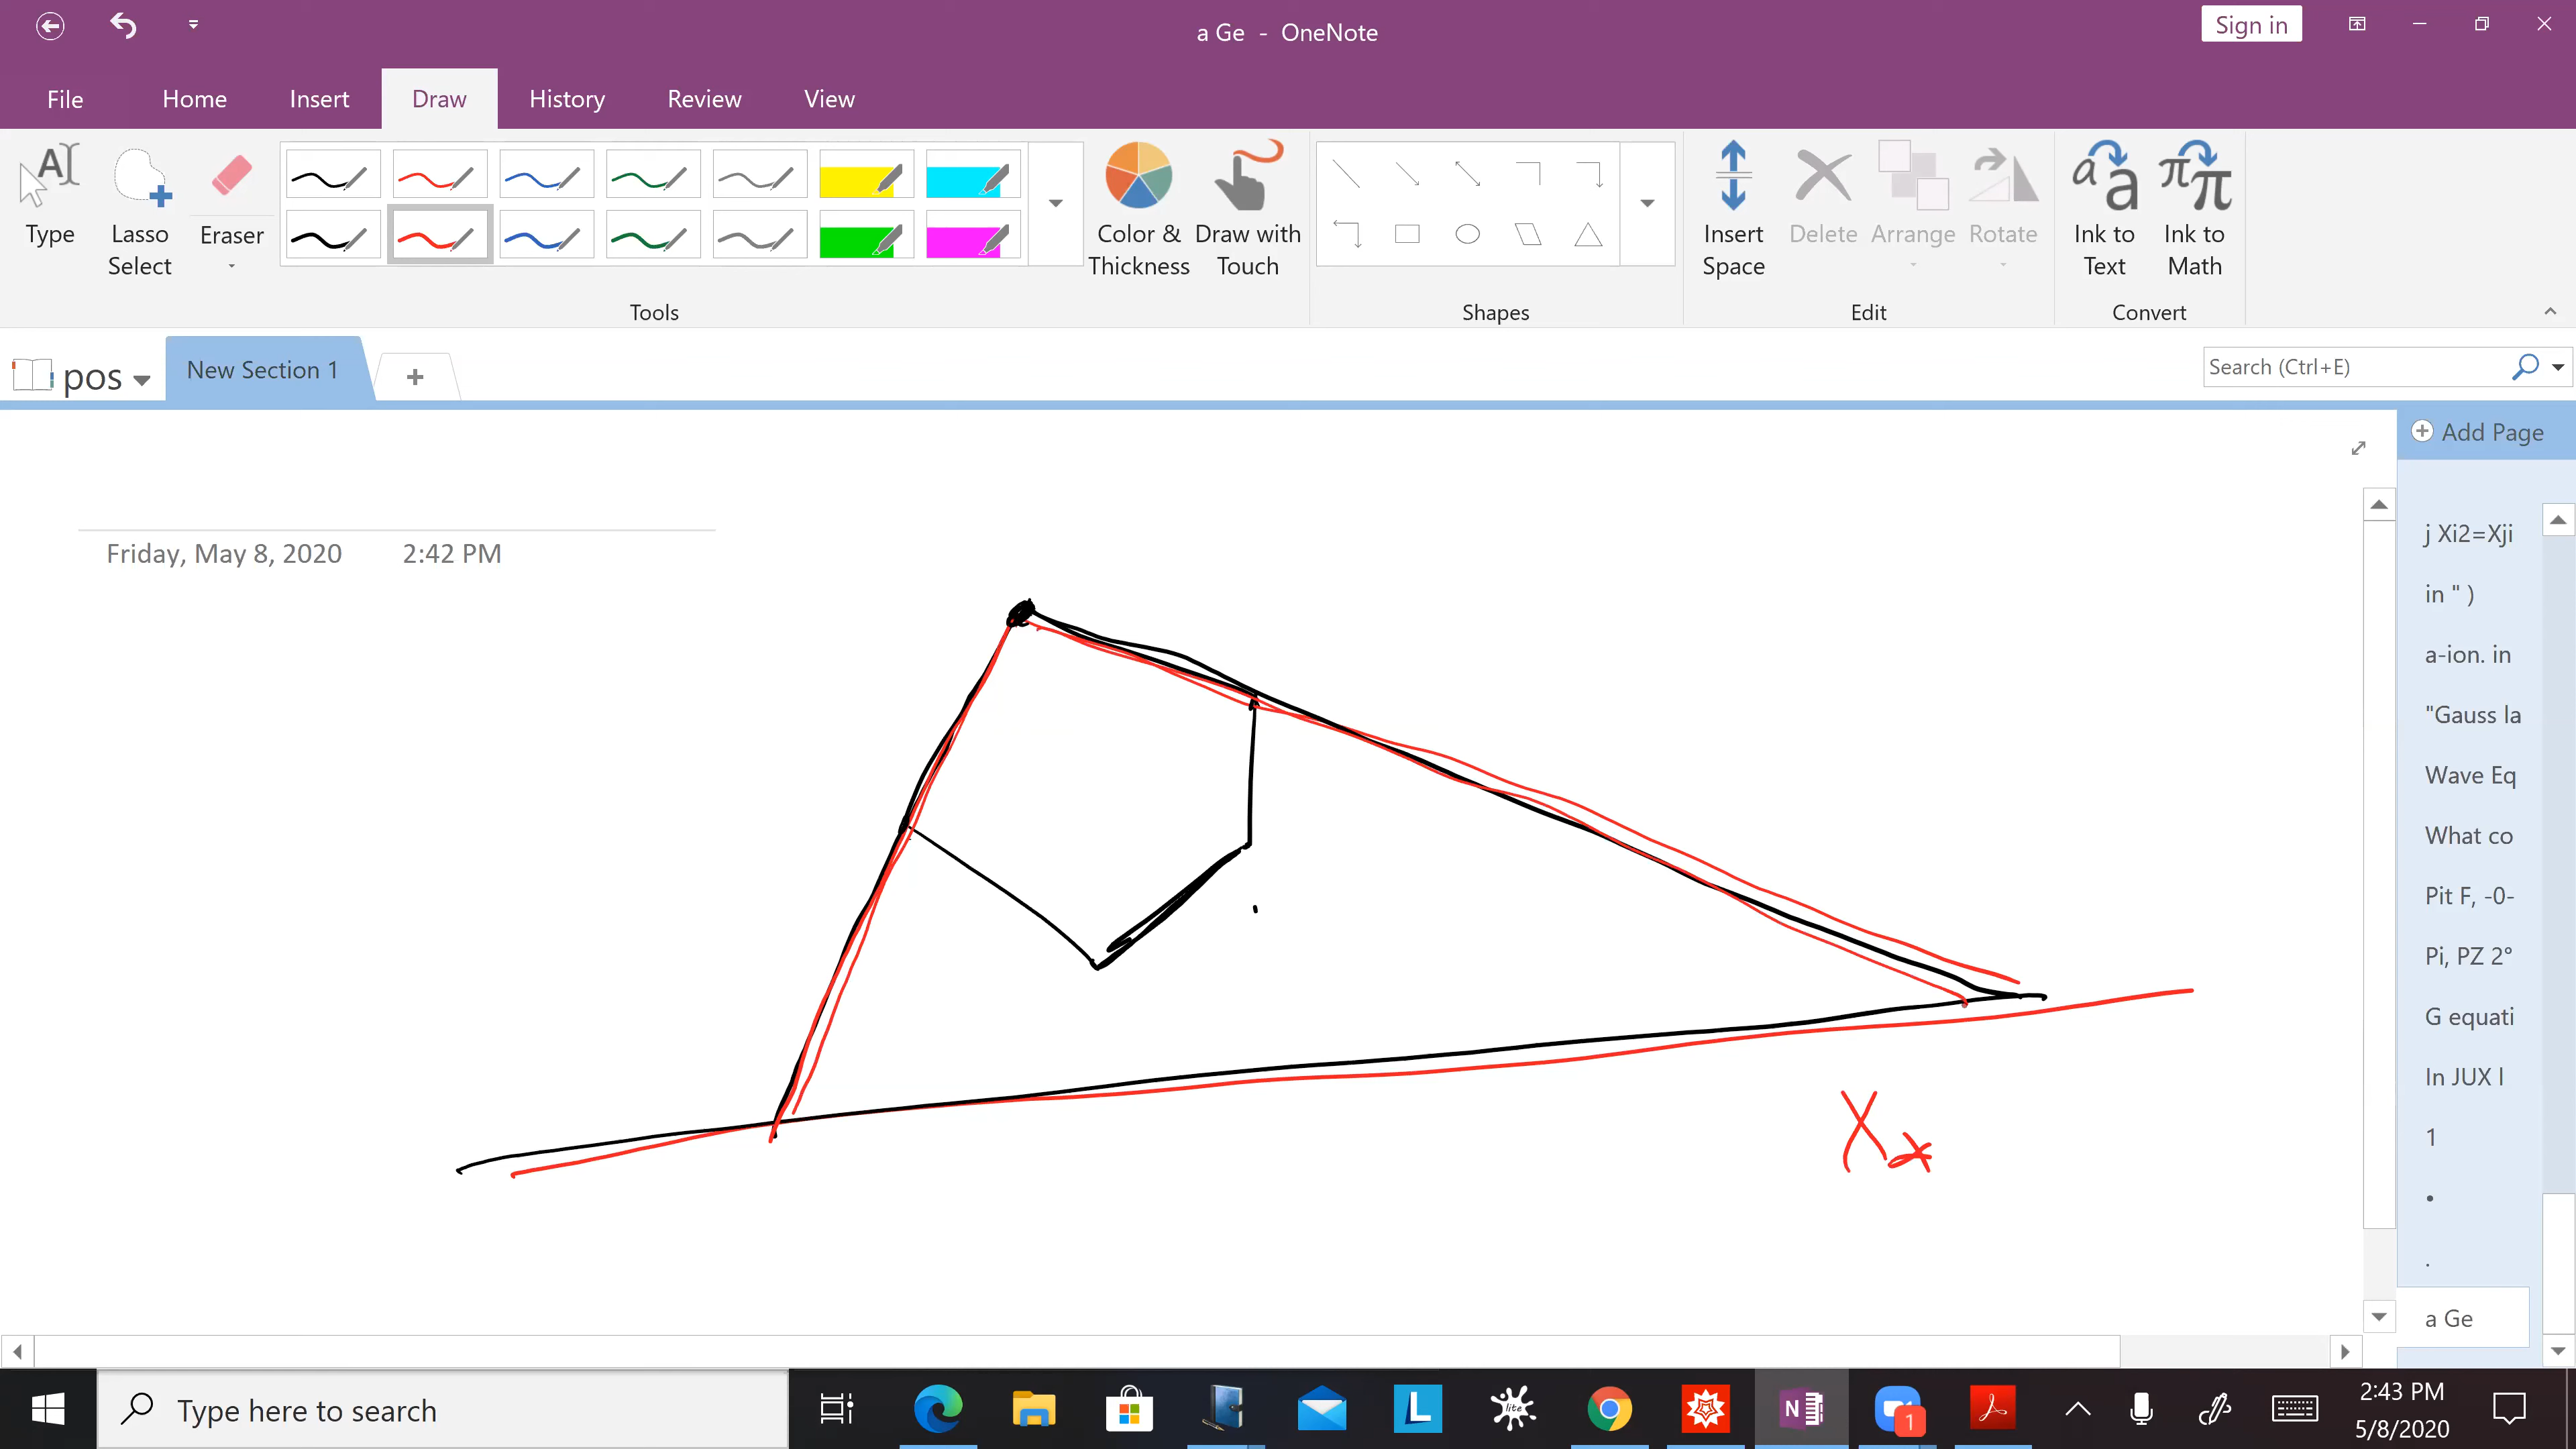 a Ge - OneNote
Sign in
File Home Insert Draw History Review View
Type
Lasso Select
Eraser
Color & Thickness
Draw with Touch
Insert Space
Delete
Arrange
Rotate
Ink to Text
Ink to Math
Tools
Shapes
Edit
Convert
pos
New Section 1
Search (Ctrl+E)
Add Page
Friday, May 8, 2020 2:42 PM
j Xi2=Xji
in " )
a-ion. in
"Gauss la
Wave Eq
What co
Pit F, -0-
Pi, PZ 2°
G equati
In JUX l
1
•
.
a Ge
Type here to search
lite
L
N
1
2:43 PM
5/8/2020